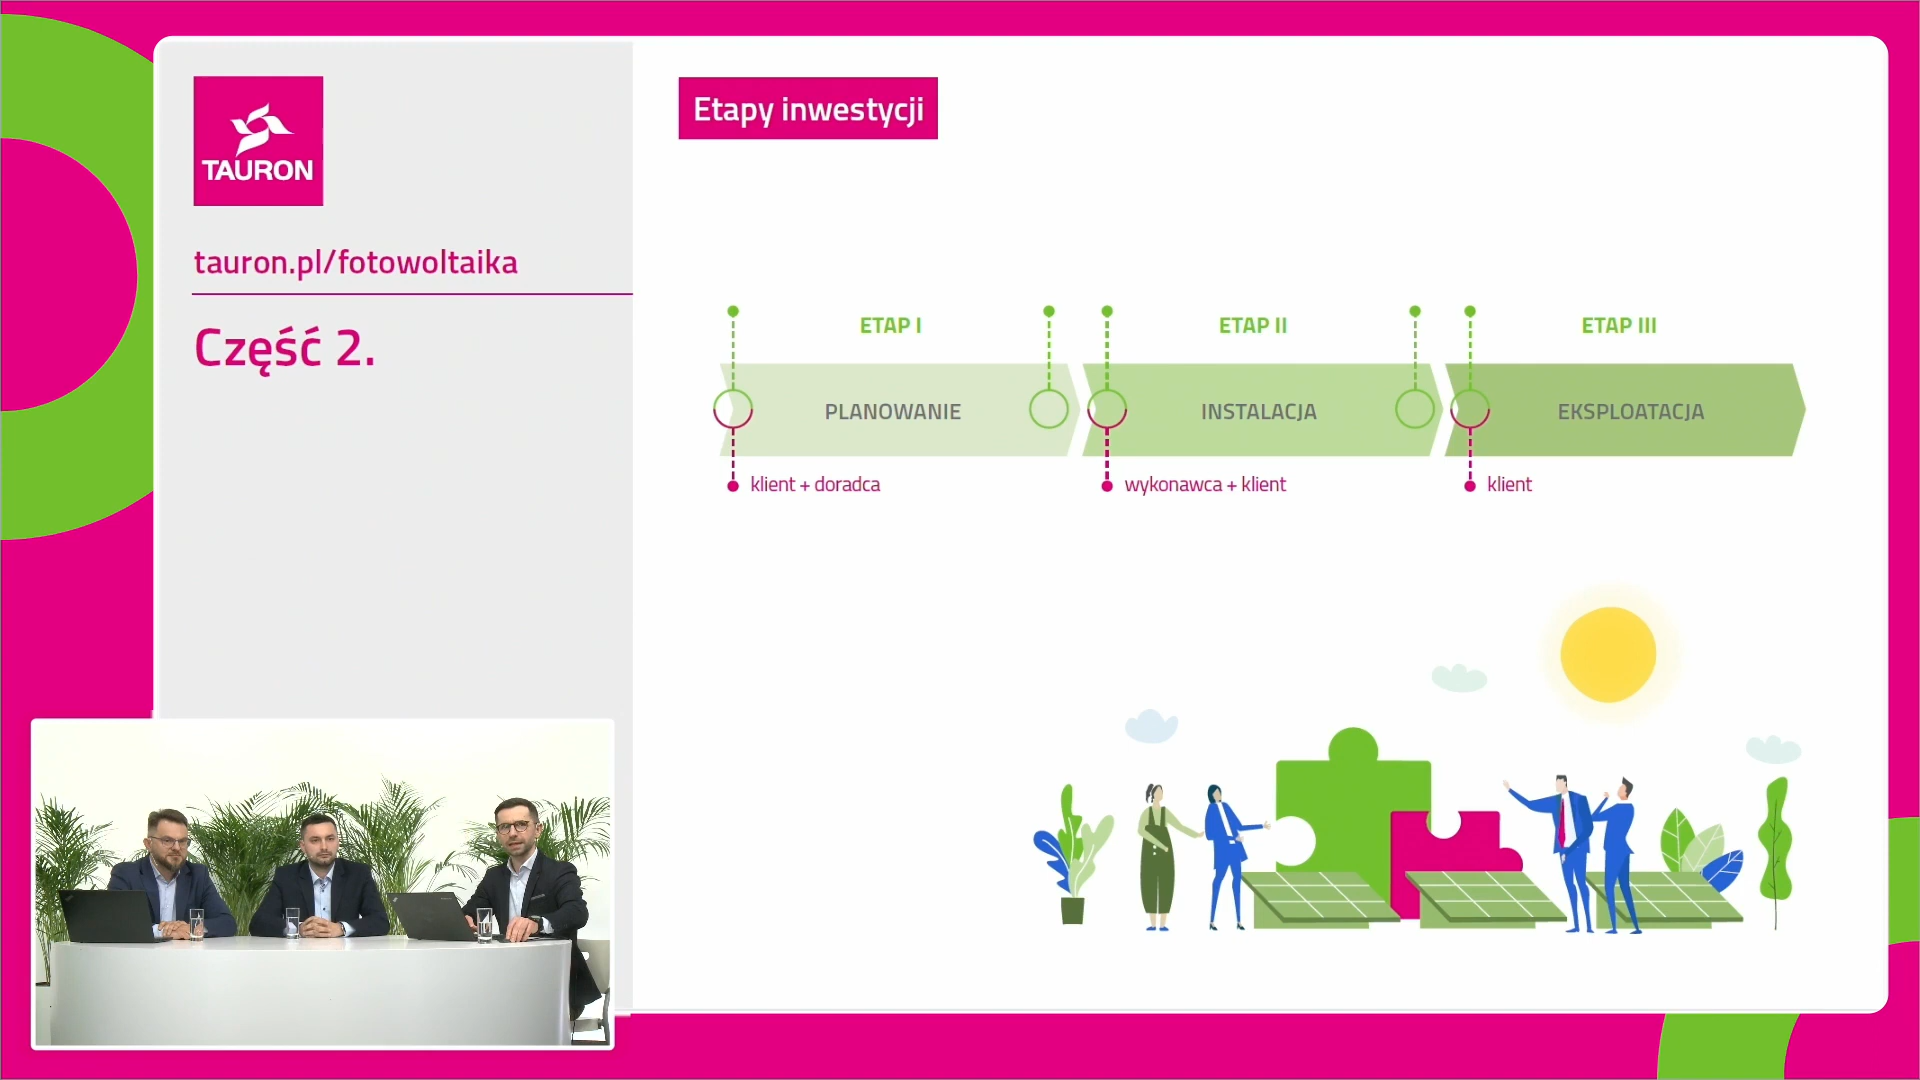 TAURON
tauron.pl/fotowoltaika
Część 2.
Etapy inwestycji
ETAP I
ETAP II
ETAP III
PLANOWANIE
INSTALACJA
EKSPLOATACJA
klient + doradca
wykonawca + klient
klient